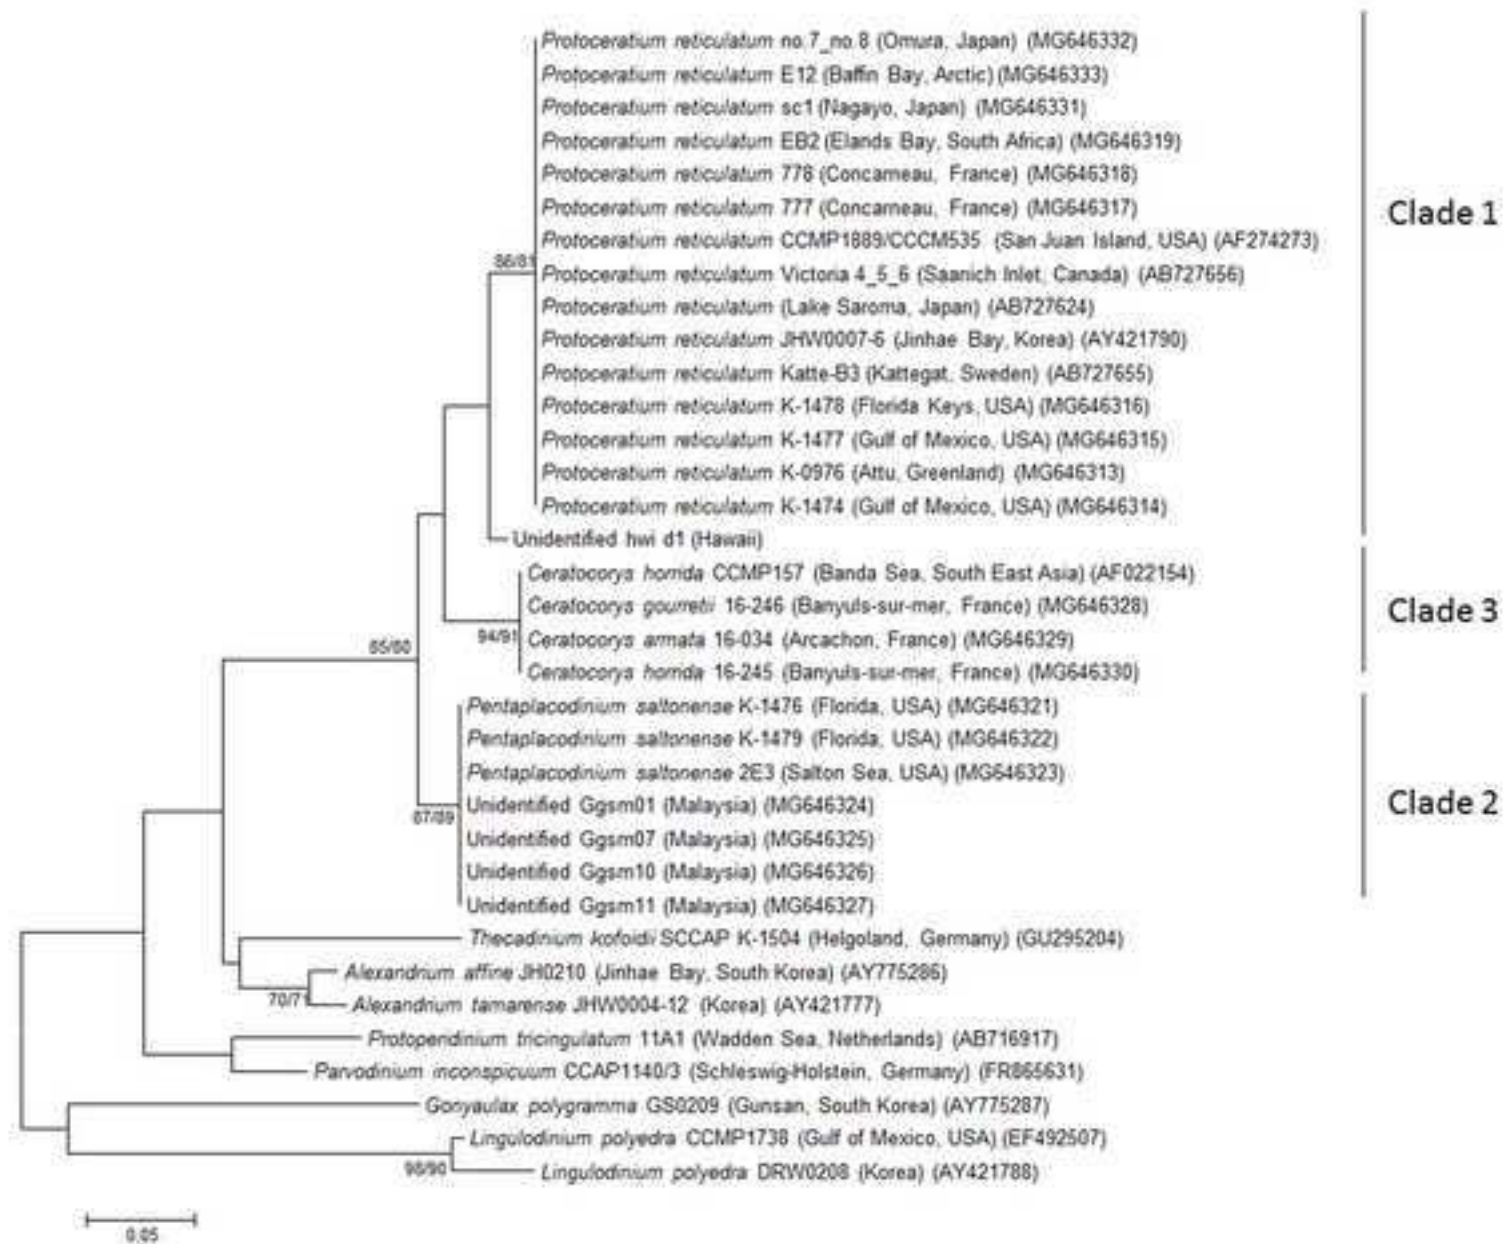 Protoceratium reticulatum no.7_no.8 (Omura, Japan) (MG646332)
Protoceratium reticulatum E12 (Baffin Bay, Arctic) (MG646333)
Protoceratium reticulatum sc1 (Nagayo, Japan) (MG646331)
Protoceratium reticulatum EB2 (Elands Bay, South Africa) (MG646319)
Protoceratium reticulatum 778 (Concarneau, France) (MG646318)
Protoceratium reticulatum 777 (Concarneau, France) (MG646317)
Clade 1
Protoceratium reticulatum CCMP1889/CCCM535 (San Juan Island, USA) (AF274273)
86/81
Protoceratium reticulatum Victoria 4_5_6 (Saanich Inlet, Canada) (AB727656)
Protoceratium reticulatum (Lake Saroma, Japan) (AB727624)
Protoceratium reticulatum JHW0007-6 (Jinhae Bay, Korea) (AY421790)
Protoceratium reticulatum Katte-B3 (Kattegat, Sweden) (AB727655)
Protoceratium reticulatum K-1478 (Florida Keys, USA) (MG646316)
Protoceratium reticulatum K-1477 (Gulf of Mexico, USA) (MG646315)
Protoceratium reticulatum K-0976 (Attu, Greenland) (MG646313)
Protoceratium reticulatum K-1474 (Gulf of Mexico, USA) (MG646314)
Unidentified hwi d1 (Hawaii)
Ceratocorys horrida CCMP157 (Banda Sea, South East Asia) (AF022154)
Ceratocorys gourretii 16-246 (Banyuls-sur-mer, France) (MG646328)
Clade 3
94/91
Ceratocorys armata 16-034 (Arcachon, France) (MG646329)
85/80
Ceratocorys horrida 16-245 (Banyuls-sur-mer, France) (MG646330)
Pentaplacodinium saltonense K-1476 (Florida, USA) (MG646321)
Pentaplacodinium saltonense K-1479 (Florida, USA) (MG646322)
Pentaplacodinium saltonense 2E3 (Salton Sea, USA) (MG646323)
Unidentified Ggsm01 (Malaysia) (MG646324)
Clade 2
87/89
Unidentified Ggsm07 (Malaysia) (MG646325)
Unidentified Ggsm10 (Malaysia) (MG646326)
Unidentified Ggsm11 (Malaysia) (MG646327)
Thecadinium kofoidii SCCAP K-1504 (Helgoland, Germany) (GU295204)
Alexandrium affine JH0210 (Jinhae Bay, South Korea) (AY775286)
70/71
Alexandrium tamarense JHW0004-12 (Korea) (AY421777)
Protoperidinium tricingulatum 11A1 (Wadden Sea, Netherlands) (AB716917)
Parvodinium inconspicuum CCAP1140/3 (Schleswig-Holstein, Germany) (FR865631)
Gonyaulax polygramma GS0209 (Gunsan, South Korea) (AY775287)
Lingulodinium polyedra CCMP1738 (Gulf of Mexico, USA) (EF492507)
98/90
Lingulodinium polyedra DRW0208 (Korea) (AY421788)
0.05